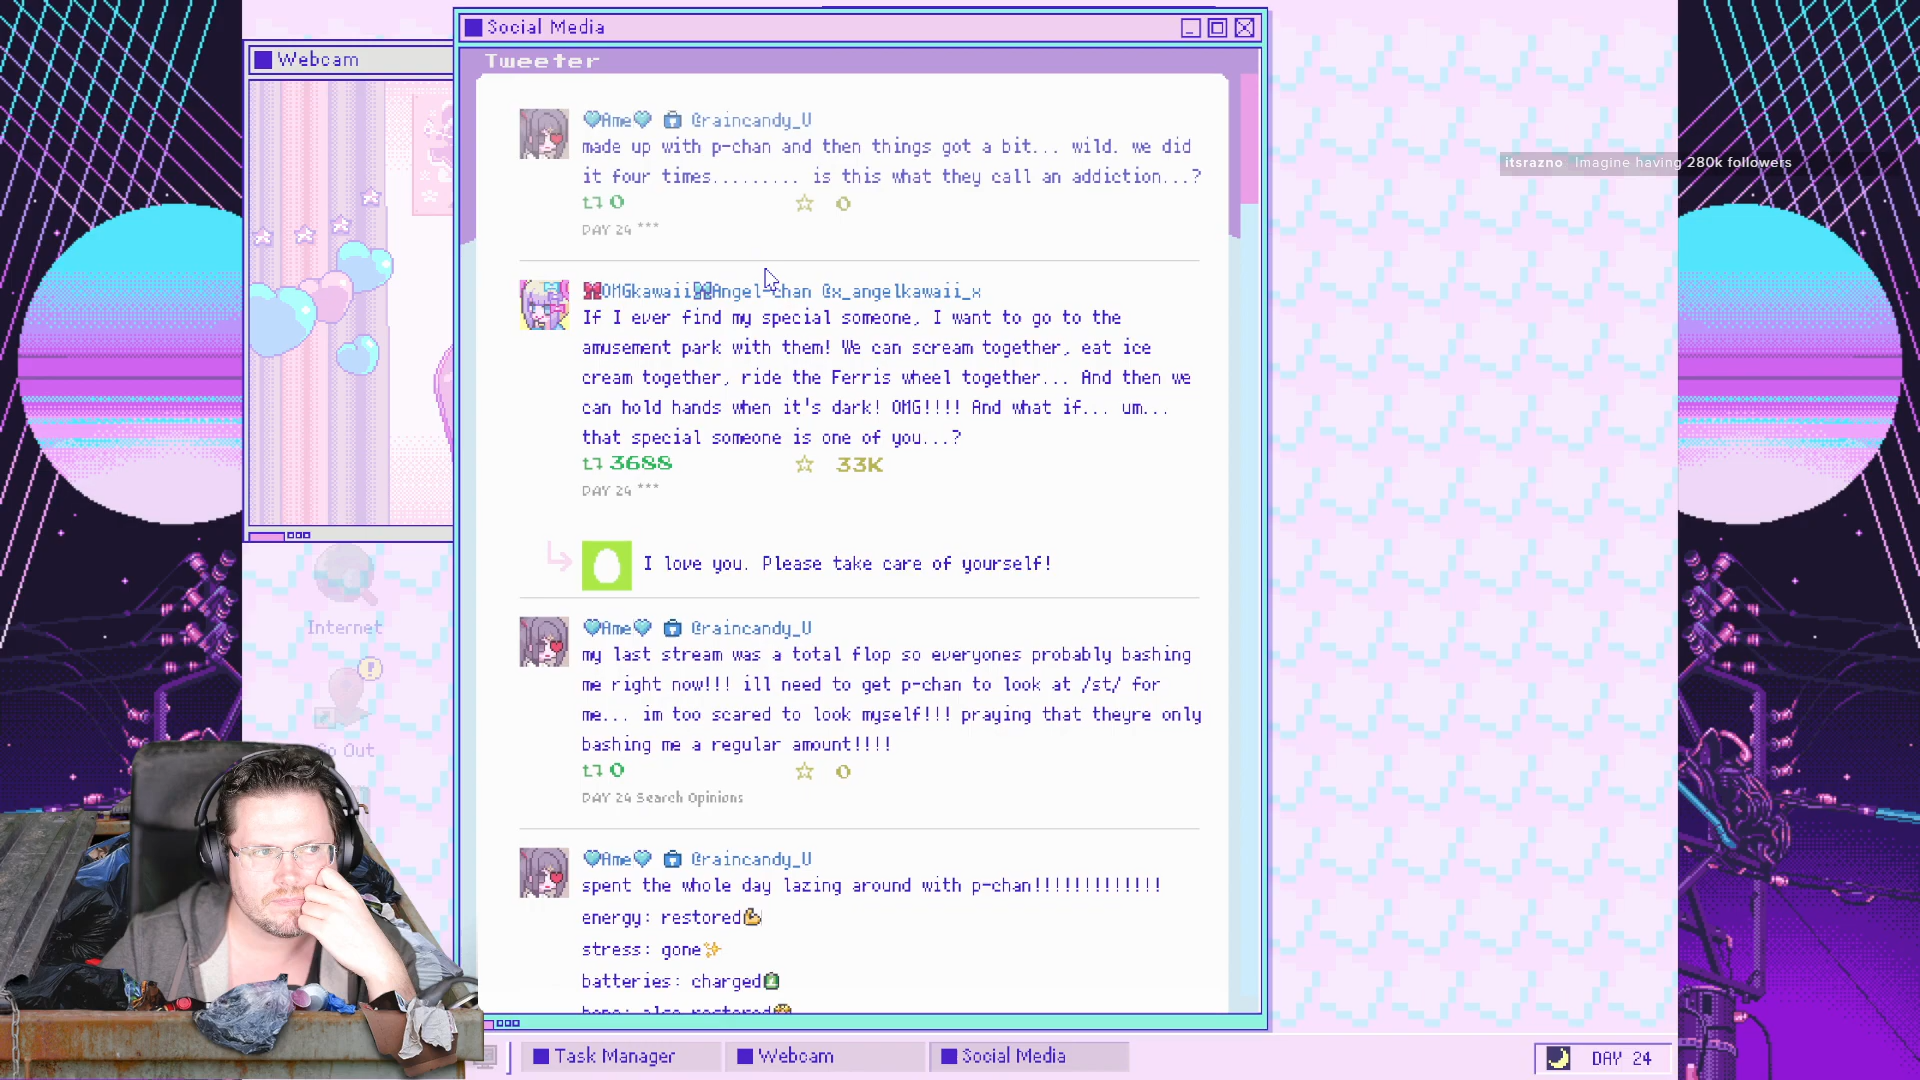 Social Media
Webcam
Tweeter
Ame @raincandy_U
made up with p-chan and then things got a bit... wild. we did
it four times......... is this what they call an addiction...?
0 0
DAY 24 ***
itsrazno Imagine having 280k followers
OMGkawaii Angel-chan @x_angelkawaii_x
If I ever find my special someone, I want to go to the
amusement park with them! We can scream together, eat ice
cream together, ride the Ferris wheel together... And then we
can hold hands when it's dark! OMG!!!! And what if... um...
that special someone is one of you...?
3688 33K
DAY 24 ***
I love you. Please take care of yourself!
Ame @raincandy_U
my last stream was a total flop so everyones probably bashing
me right now!!! ill need to get p-chan to look at /st/ for
me... im too scared to look myself!!! praying that theyre only
bashing me a regular amount!!!!
0 0
DAY 24 Search Opinions
Ame @raincandy_U
spent the whole day lazing around with p-chan!!!!!!!!!!!!!
energy: restored
stress: gone
batteries: charged
Internet
Go Out
Task Manager
Webcam
Social Media
DAY 24